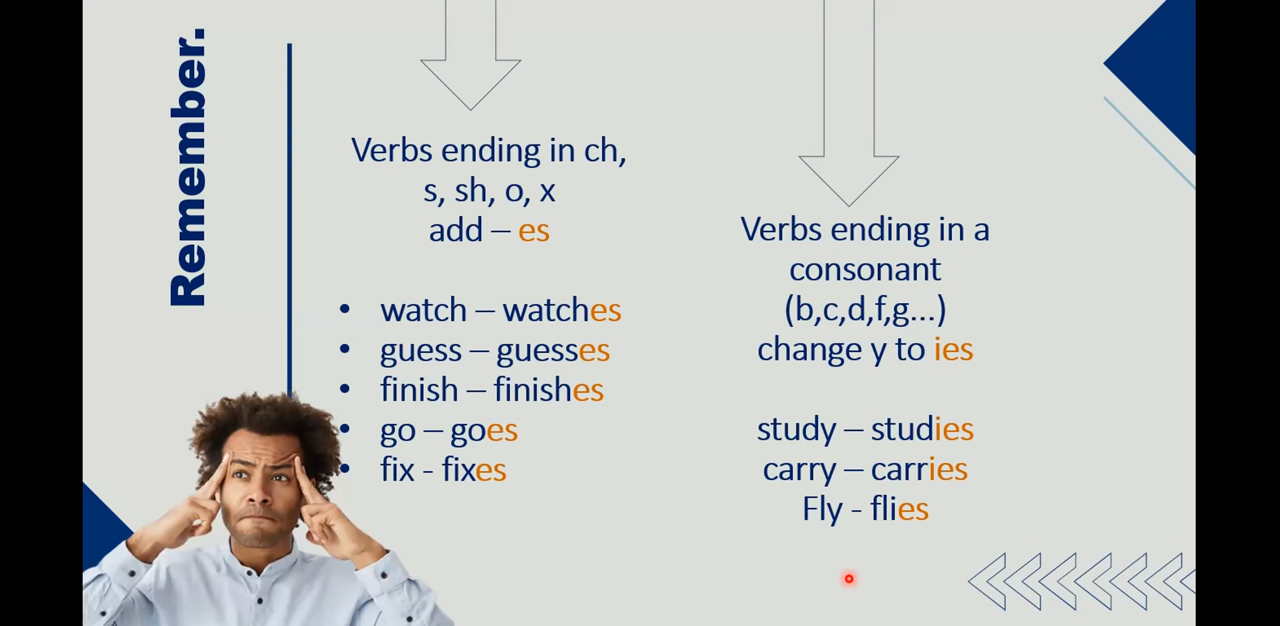 Remember.
Verbs ending in ch,
s, sh, o, x
add – es
• watch – watches
• guess – guesses
• finish – finishes
• go – goes
• fix - fixes
Verbs ending in a
consonant
(b,c,d,f,g...)
change y to ies
study – studies
carry – carries
Fly - flies